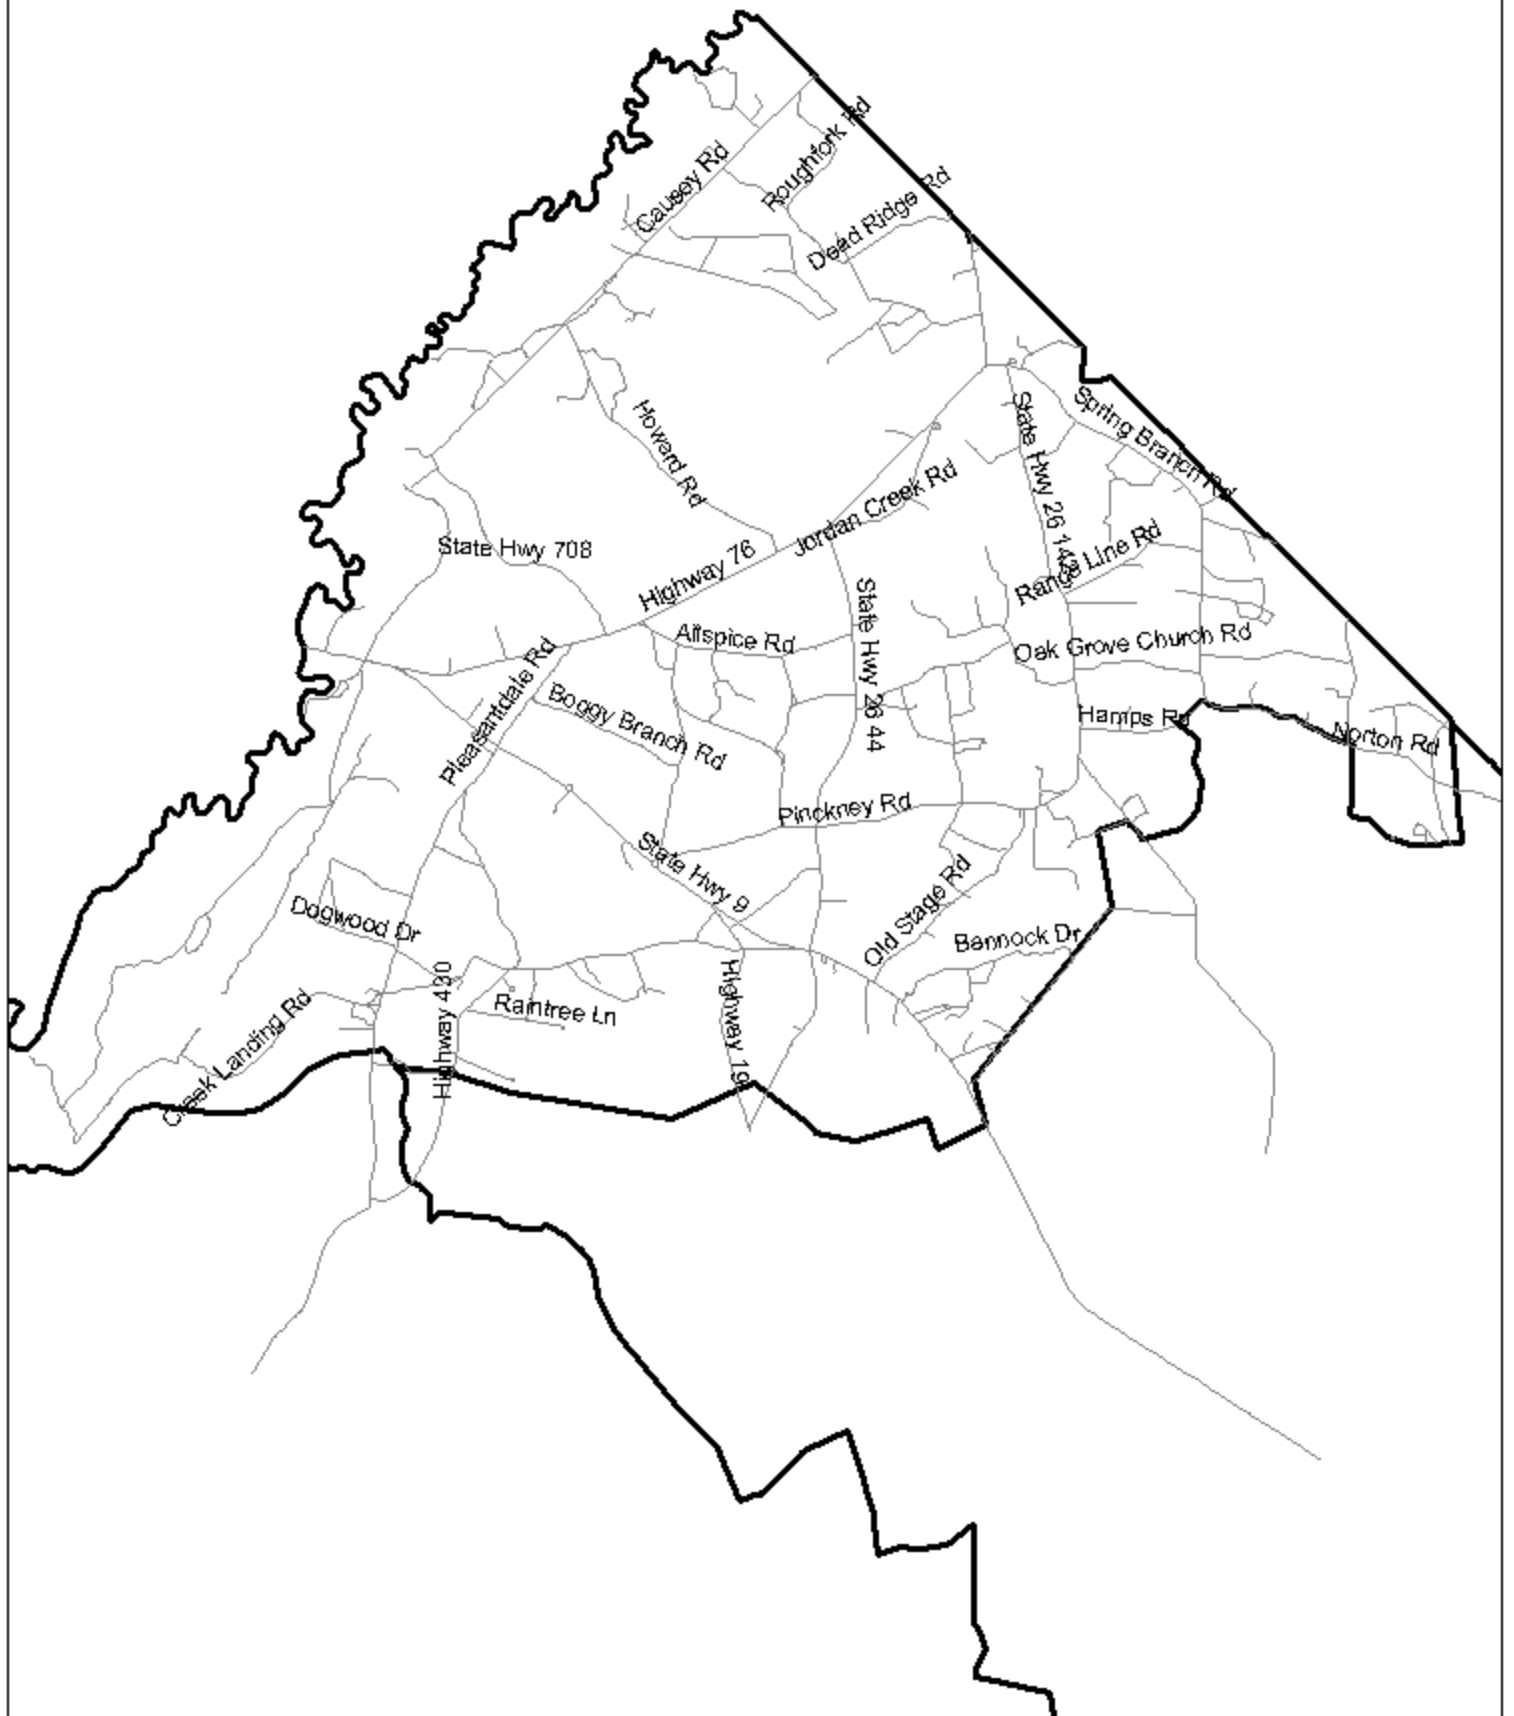 Roughfork Rd
Causey Rd
Dead Ridge Rd
Spring Branch Rd
Howard Rd
State Hwy 26
Jordan Creek Rd
State Hwy 708
Highway 76
Range Line Rd
Allspice Rd
State Hwy 26 44
Oak Grove Church Rd
Pleasantdale Rd
Boggy Branch Rd
Hamps Rd
Norton Rd
Pinckney Rd
State Hwy 9
Dogwood Dr
Old Stage Rd
Bannock Dr
Highway 430
Raintree Ln
Highway 19
Creek Landing Rd